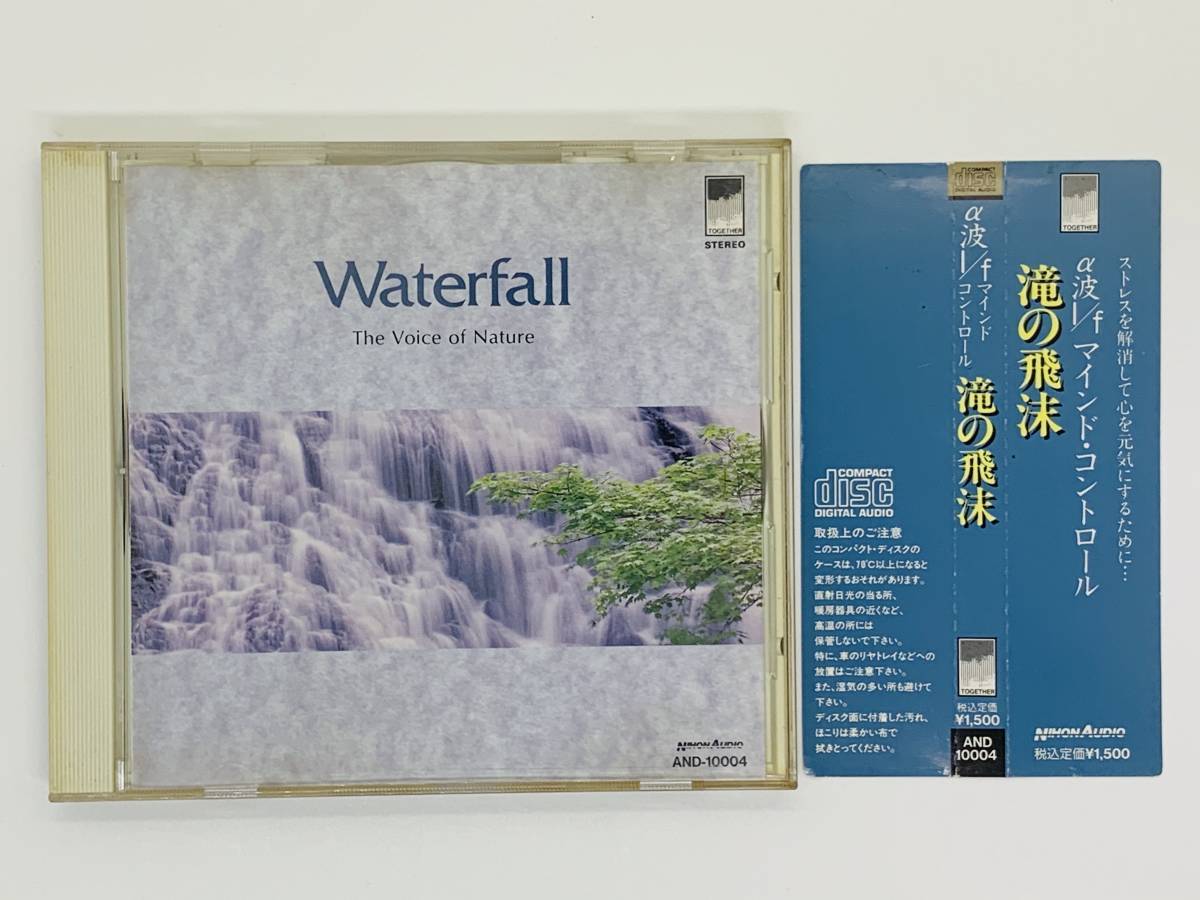 TOGETHER
STEREO
Waterfall
The Voice of Nature
NIHON AUDIO
AND-10004
COMPACT
disc
DIGITAL AUDIO
取扱上のご注意
このコンパクト・ディスクの
ケースは、70℃以上になると
変形するおそれがあります。
直射日光の当る所、
暖房器具の近くなど、
高温の所には
保管しないで下さい。
特に、車のリヤトレイなどへの
放置はご注意下さい。
また、湿気の多い所も避けて
下さい。
ディスク面に付着した汚れ、
ほこりは柔かい布で
拭きとってください。
COMPACT
disc
DIGITAL AUDIO
α波1/fマインド
コントロール
滝の飛沫
TOGETHER
税込定価
¥1,500
AND
10004
TOGETHER
ストレスを解消して心を元気にするために…
α波1/fマインド・コントロール
滝の飛沫
NIHON AUDIO
税込定価¥1,500